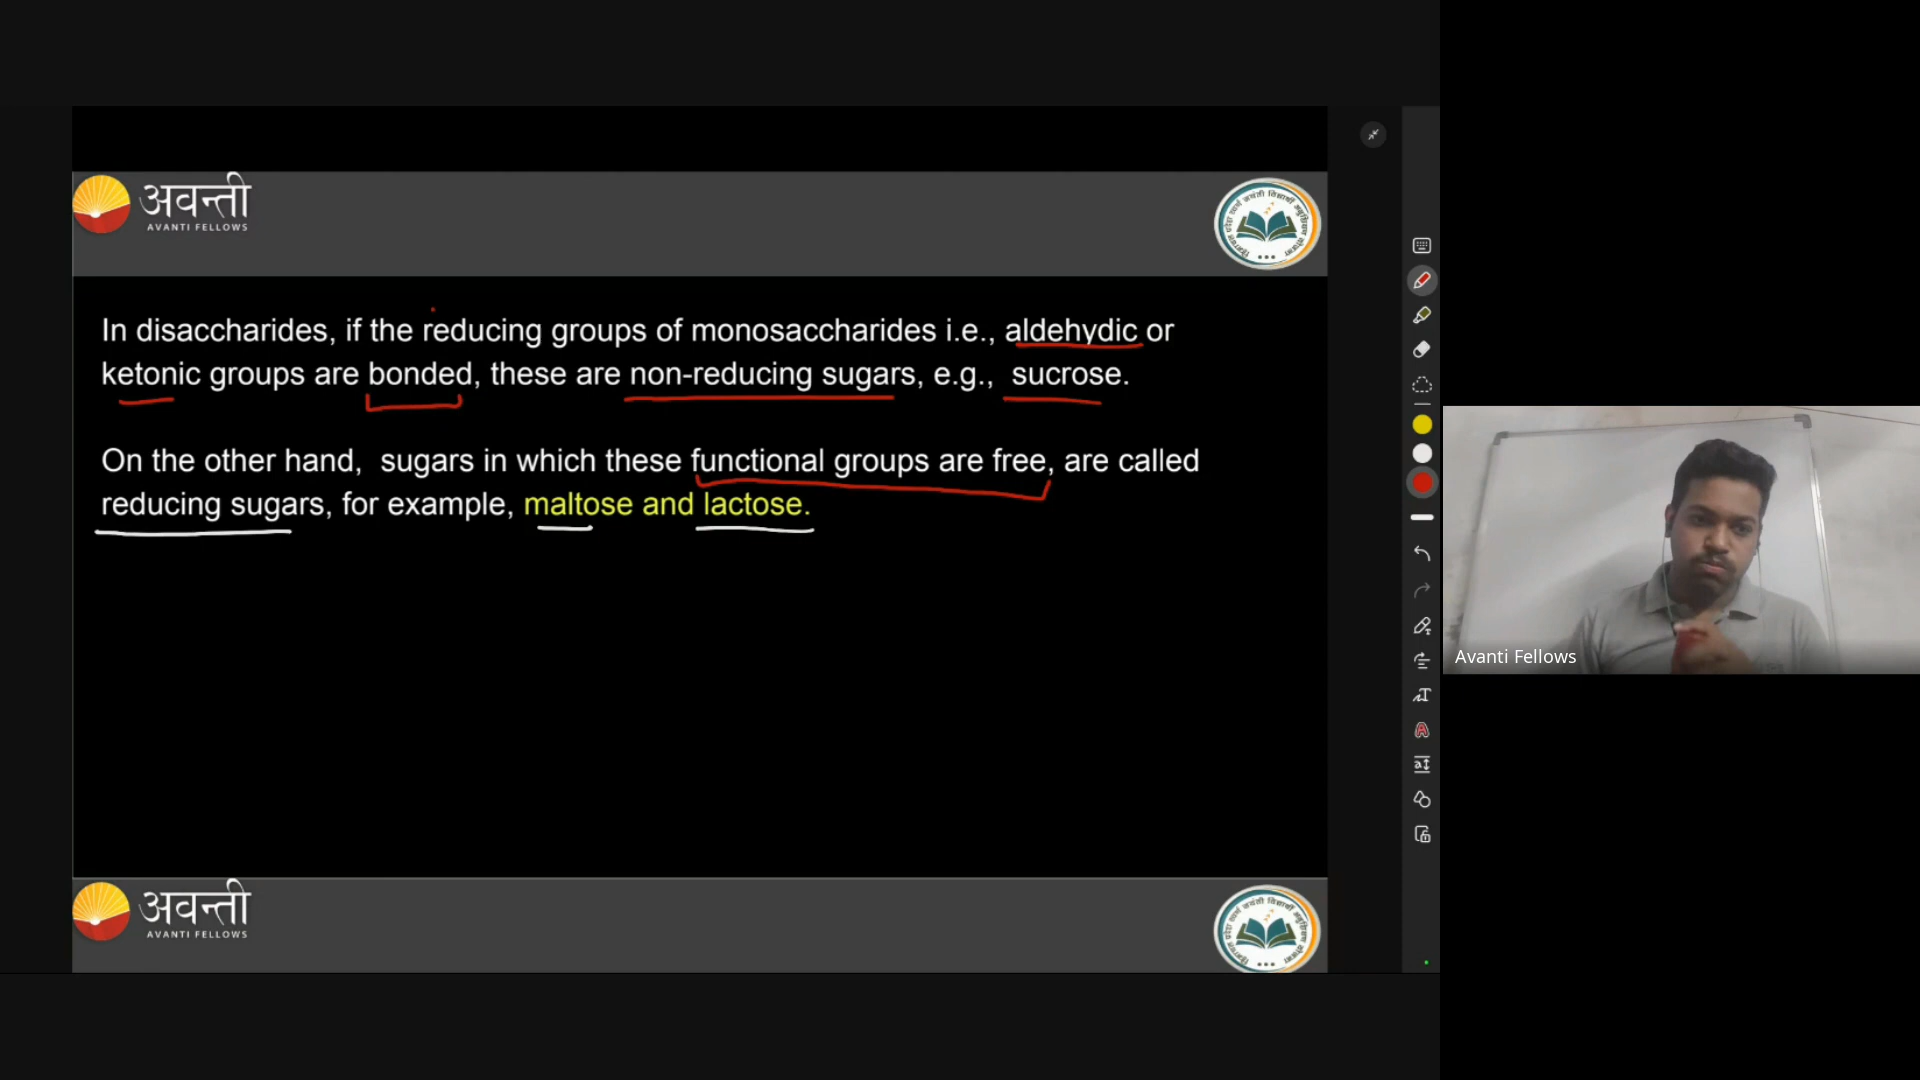 अवन्ती
AVANTI FELLOWS
In disaccharides, if the reducing groups of monosaccharides i.e., aldehydic or
ketonic groups are bonded, these are non-reducing sugars, e.g., sucrose.
On the other hand, sugars in which these functional groups are free, are called
reducing sugars, for example, maltose and lactose.
Avanti Fellows
अवन्ती
AVANTI FELLOWS